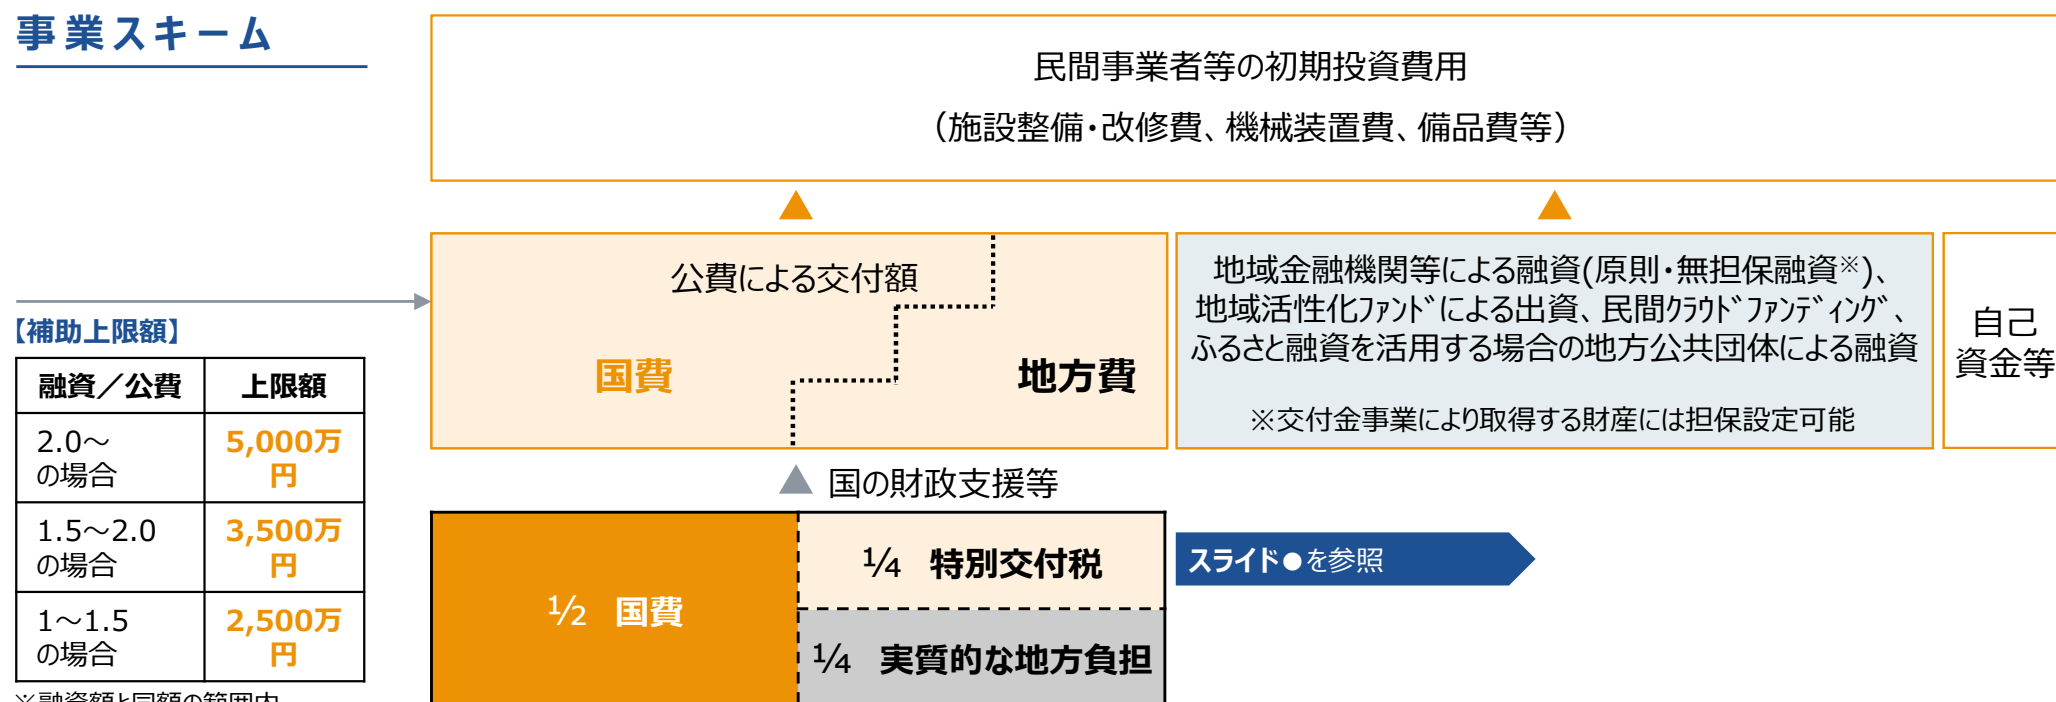 事業スキーム
民間事業者等の初期投資費用
（施設整備・改修費、機械装置費、備品費等）
公費による交付額
国費
地方費
地域金融機関等による融資(原則・無担保融資※)、
地域活性化ﾌｧﾝﾄﾞによる出資、民間ｸﾗｳﾄﾞﾌｧﾝﾃﾞｨﾝｸﾞ、
ふるさと融資を活用する場合の地方公共団体による融資
※交付金事業により取得する財産には担保設定可能
自己
資金等
【補助上限額】
融資／公費 上限額
2.0～
の場合
5,000万
円
1.5～2.0
の場合
3,500万
円
1～1.5
の場合
2,500万
円
※融資額と同額の範囲内
国の財政支援等
½ 国費
¼ 特別交付税
¼ 実質的な地方負担
スライド●を参照